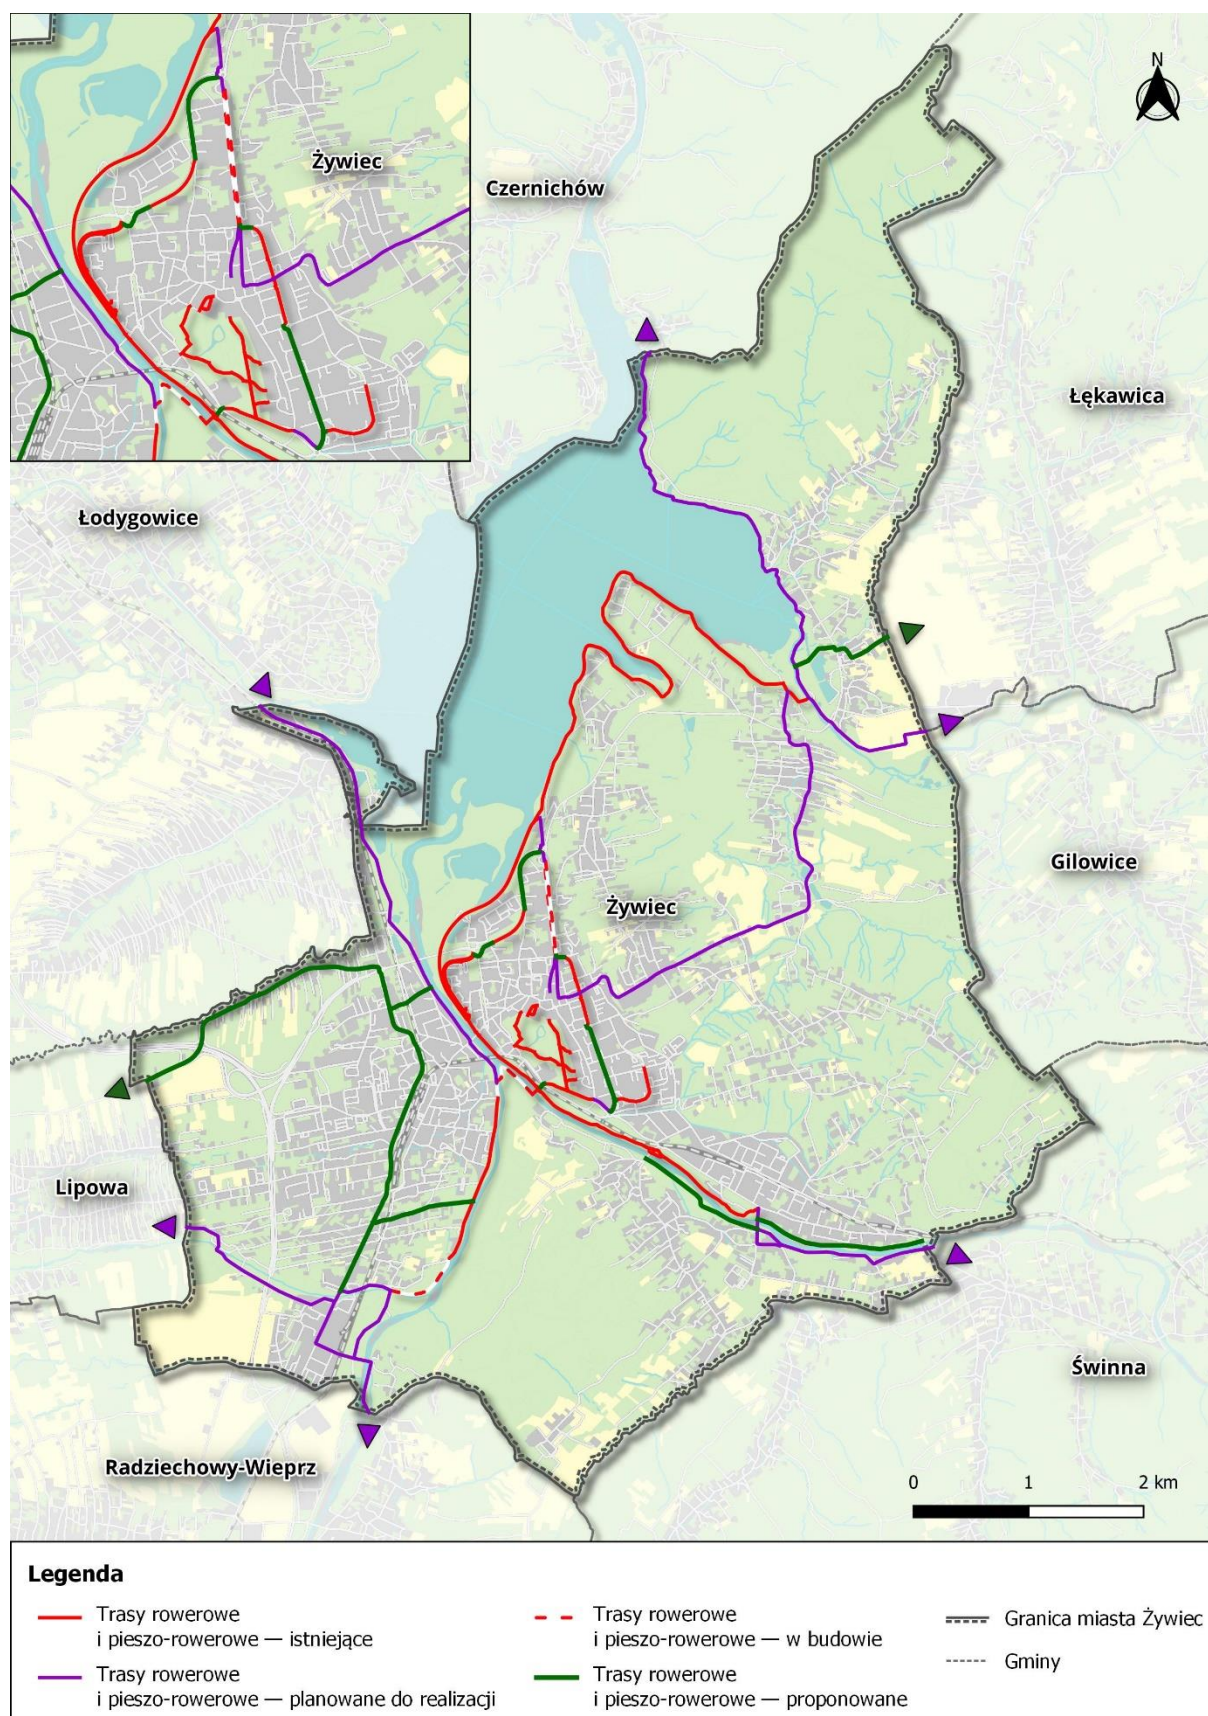 Żywiec
N
Czernichów
Łękawica
Łodygowice
Gilowice
Żywiec
Lipowa
Świnna
Radziechowy-Wieprz
0 1 2 km
Legenda
Trasy rowerowe
i pieszo-rowerowe — istniejące
Trasy rowerowe
i pieszo-rowerowe — planowane do realizacji
Trasy rowerowe
i pieszo-rowerowe — w budowie
Trasy rowerowe
i pieszo-rowerowe — proponowane
Granica miasta Żywiec
Gminy